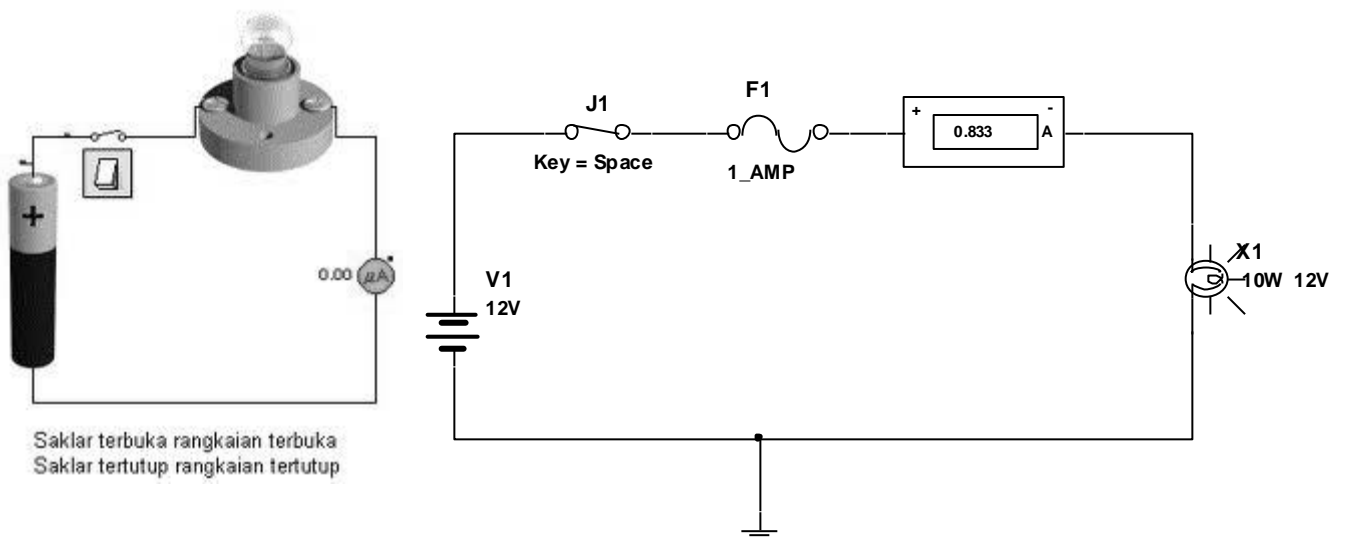 +
0.00 μA
Saklar terbuka rangkaian terbuka
Saklar tertutup rangkaian tertutup
J1
Key = Space
F1
1_AMP
+ -
0.833 A
V1
12V
X1
10W 12V